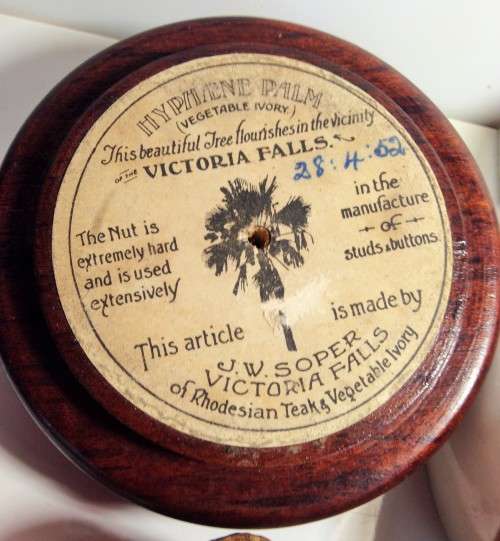 HYPHÆNE PALM
(VEGETABLE IVORY.)
This beautiful Tree flourishes in the vicinity
OF THE VICTORIA FALLS.
28:4:52
The Nut is
extremely hard
and is used
extensively
in the
manufacture
of
studs & buttons.
This article
is made by
J. W. SOPER
VICTORIA FALLS
of Rhodesian Teak & Vegetable Ivory